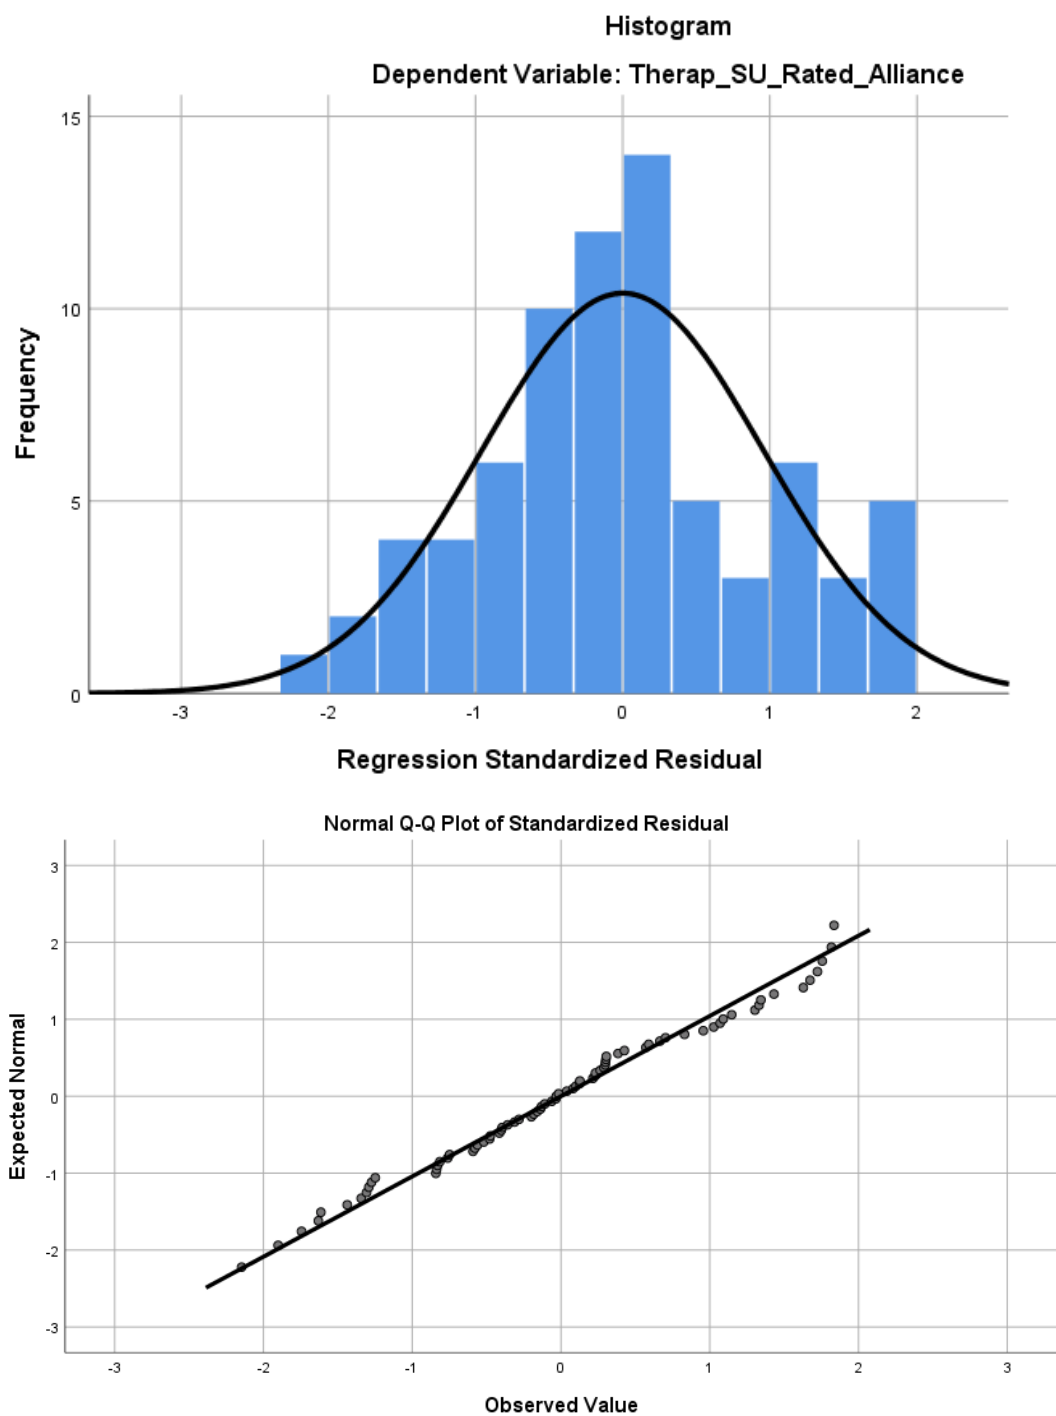 Histogram
Dependent Variable: Therap_SU_Rated_Alliance
15
10
5
0
Frequency
-3 -2 -1 0 1 2
Regression Standardized Residual
Normal Q-Q Plot of Standardized Residual
3
2
1
0
-1
-2
-3
Expected Normal
-3 -2 -1 0 1 2 3
Observed Value